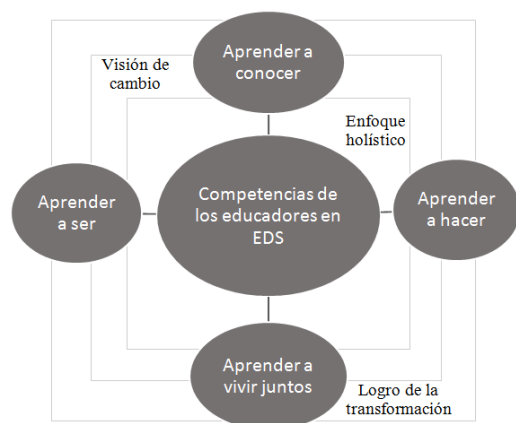 Aprender a
conocer
Visión de
cambio
Enfoque
holístico
Aprender
a ser
Competencias de
los educadores en
EDS
Aprender
a hacer
Aprender a
vivir juntos
Logro de la
transformación